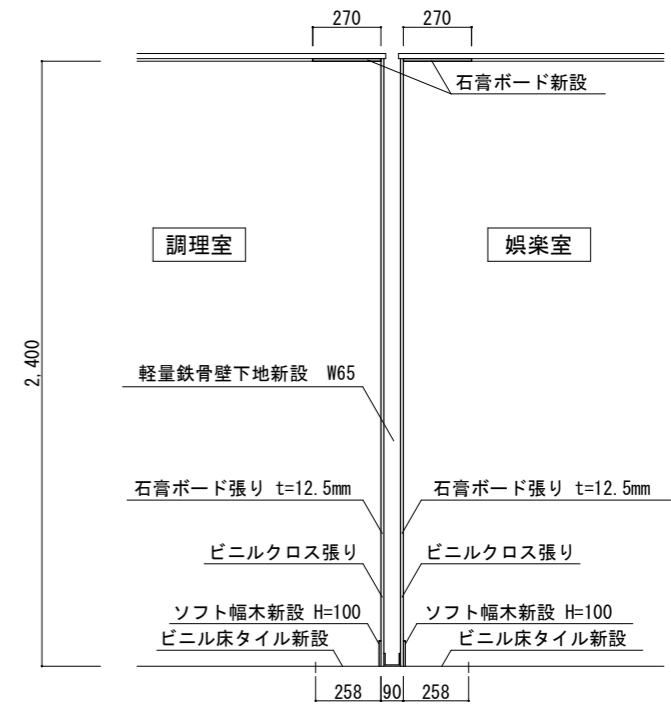 270
270
石膏ボード新設
調理室
娯楽室
2,400
軽量鉄骨壁下地新設 W65
石膏ボード張り t=12.5mm
石膏ボード張り t=12.5mm
ビニルクロス張り
ビニルクロス張り
ソフト幅木新設 H=100
ソフト幅木新設 H=100
ビニル床タイル新設
ビニル床タイル新設
258
90
258